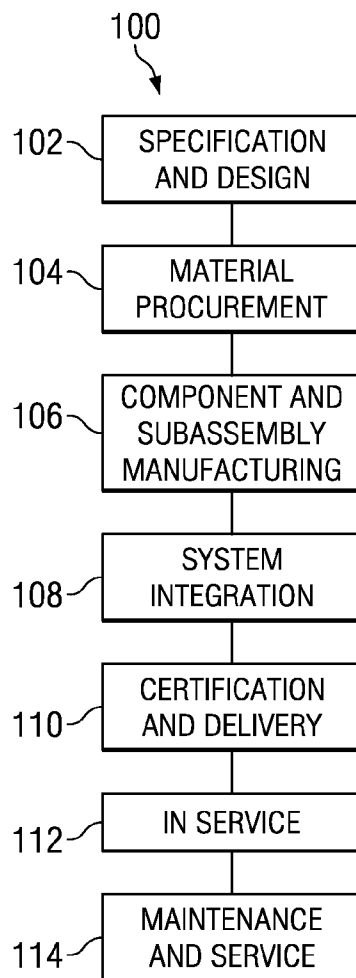 100
102
SPECIFICATION
AND DESIGN
104
MATERIAL
PROCUREMENT
106
COMPONENT AND
SUBASSEMBLY
MANUFACTURING
108
SYSTEM
INTEGRATION
110
CERTIFICATION
AND DELIVERY
112
IN SERVICE
114
MAINTENANCE
AND SERVICE